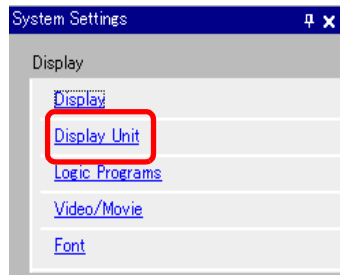 System Settings
Display
Display
Display Unit
Logic Programs
Video/Movie
Font